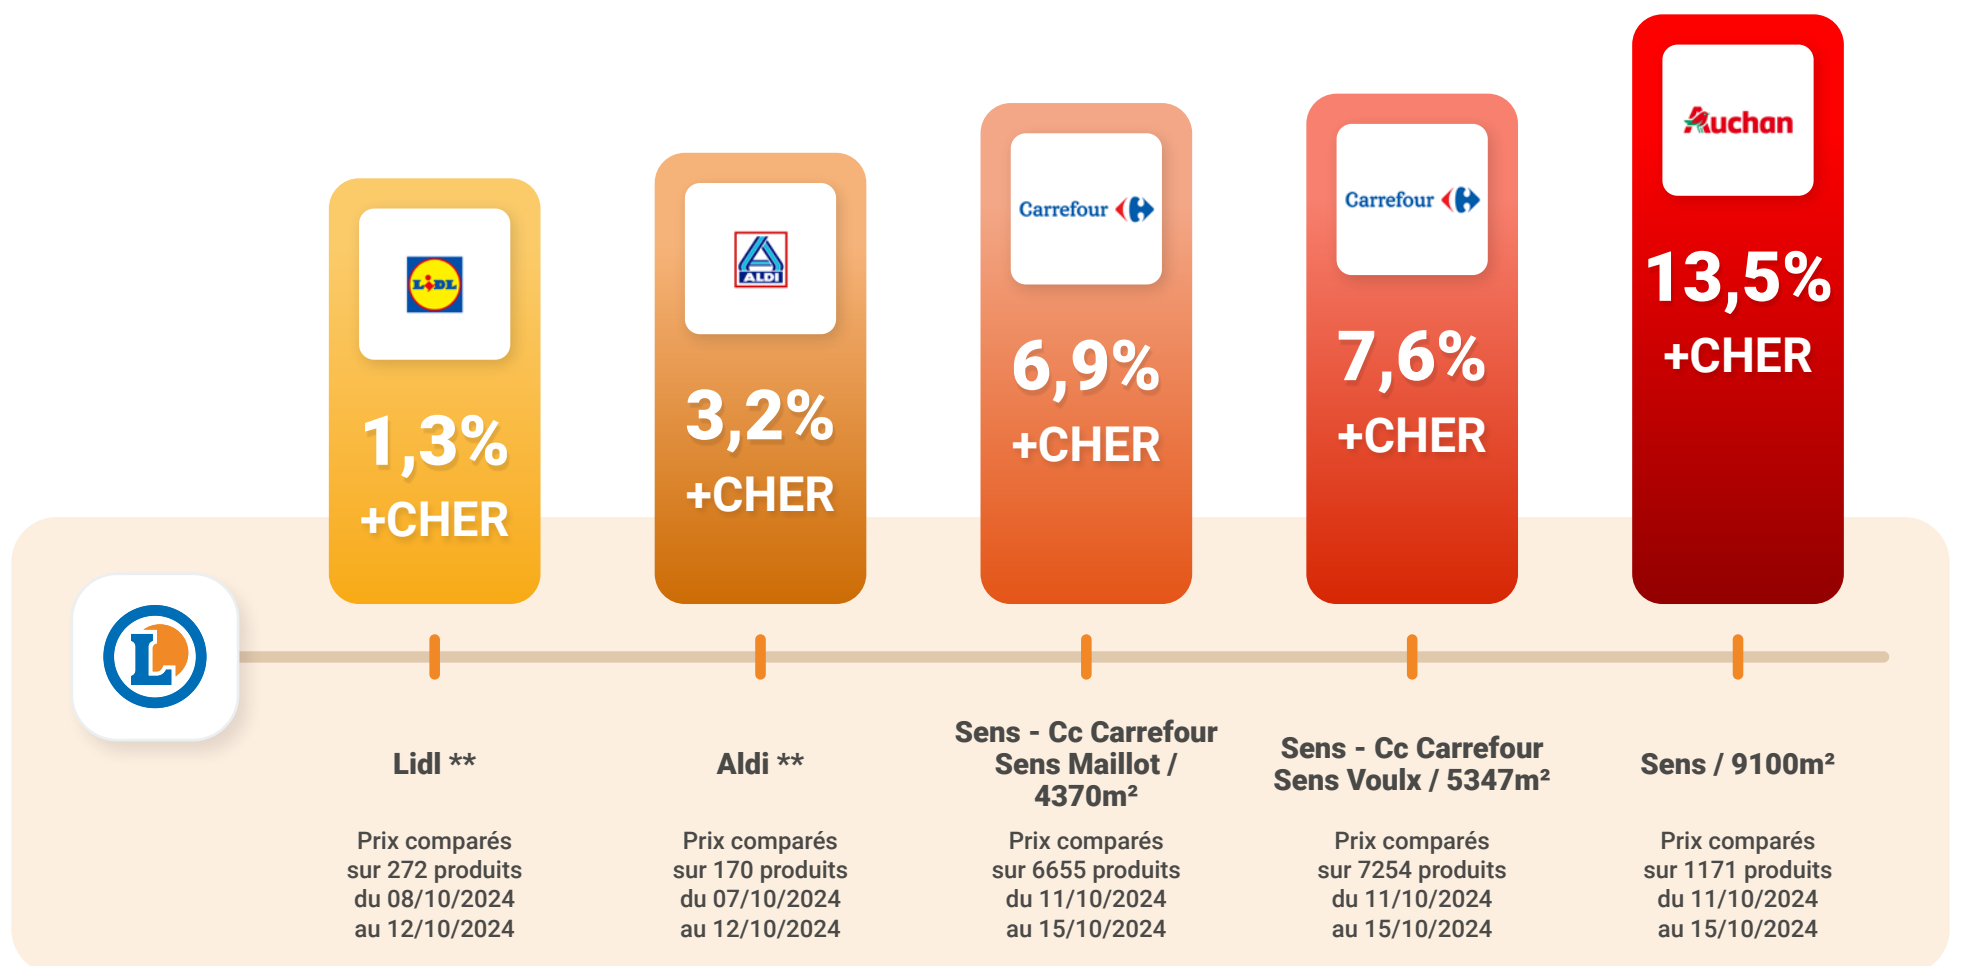 LiDL
1,3%
+CHER
ALDI
3,2%
+CHER
Carrefour
6,9%
+CHER
Carrefour
7,6%
+CHER
Auchan
13,5%
+CHER
L
Lidl **
Prix comparés
sur 272 produits
du 08/10/2024
au 12/10/2024
Aldi **
Prix comparés
sur 170 produits
du 07/10/2024
au 12/10/2024
Sens - Cc Carrefour
Sens Maillot /
4370m²
Prix comparés
sur 6655 produits
du 11/10/2024
au 15/10/2024
Sens - Cc Carrefour
Sens Voulx / 5347m²
Prix comparés
sur 7254 produits
du 11/10/2024
au 15/10/2024
Sens / 9100m²
Prix comparés
sur 1171 produits
du 11/10/2024
au 15/10/2024